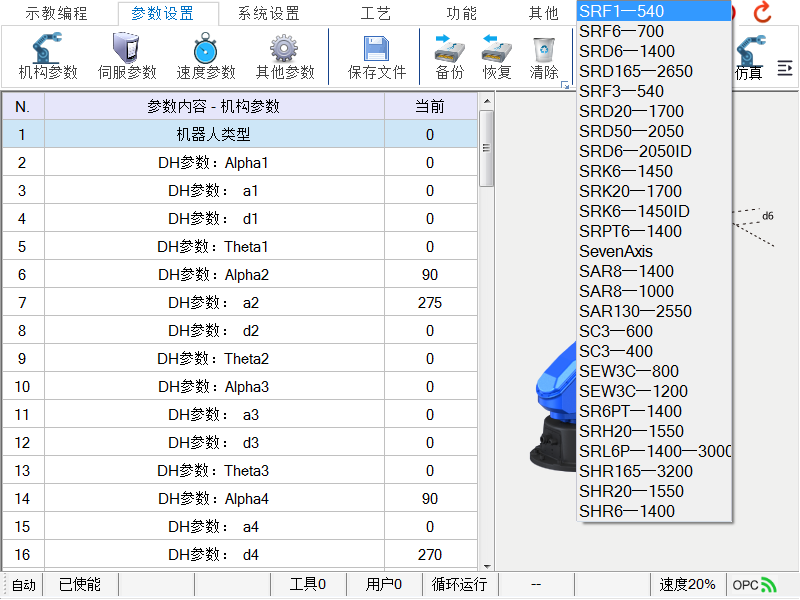 示教编程 参数设置 系统设置 工艺 功能 其他
机构参数 伺服参数 速度参数 其他参数 保存文件 备份 恢复 清除 仿真
N. 参数内容 - 机构参数 当前
1 机器人类型 0
2 DH参数：Alpha1 0
3 DH参数： a1 0
4 DH参数： d1 0
5 DH参数：Theta1 0
6 DH参数：Alpha2 90
7 DH参数： a2 275
8 DH参数： d2 0
9 DH参数：Theta2 0
10 DH参数：Alpha3 0
11 DH参数： a3 0
12 DH参数： d3 0
13 DH参数：Theta3 0
14 DH参数：Alpha4 90
15 DH参数： a4 0
16 DH参数： d4 270
SRF1—540
SRF6—700
SRD6—1400
SRD165—2650
SRF3—540
SRD20—1700
SRD50—2050
SRD6—2050ID
SRK6—1450
SRK20—1700
SRK6—1450ID
SRPT6—1400
SevenAxis
SAR8—1400
SAR8—1000
SAR130—2550
SC3—600
SC3—400
SEW3C—800
SEW3C—1200
SR6PT—1400
SRH20—1550
SRL6P—1400—3000
SHR165—3200
SHR20—1550
SHR6—1400
d6
自动 已使能 工具0 用户0 循环运行 -- 速度20% OPC